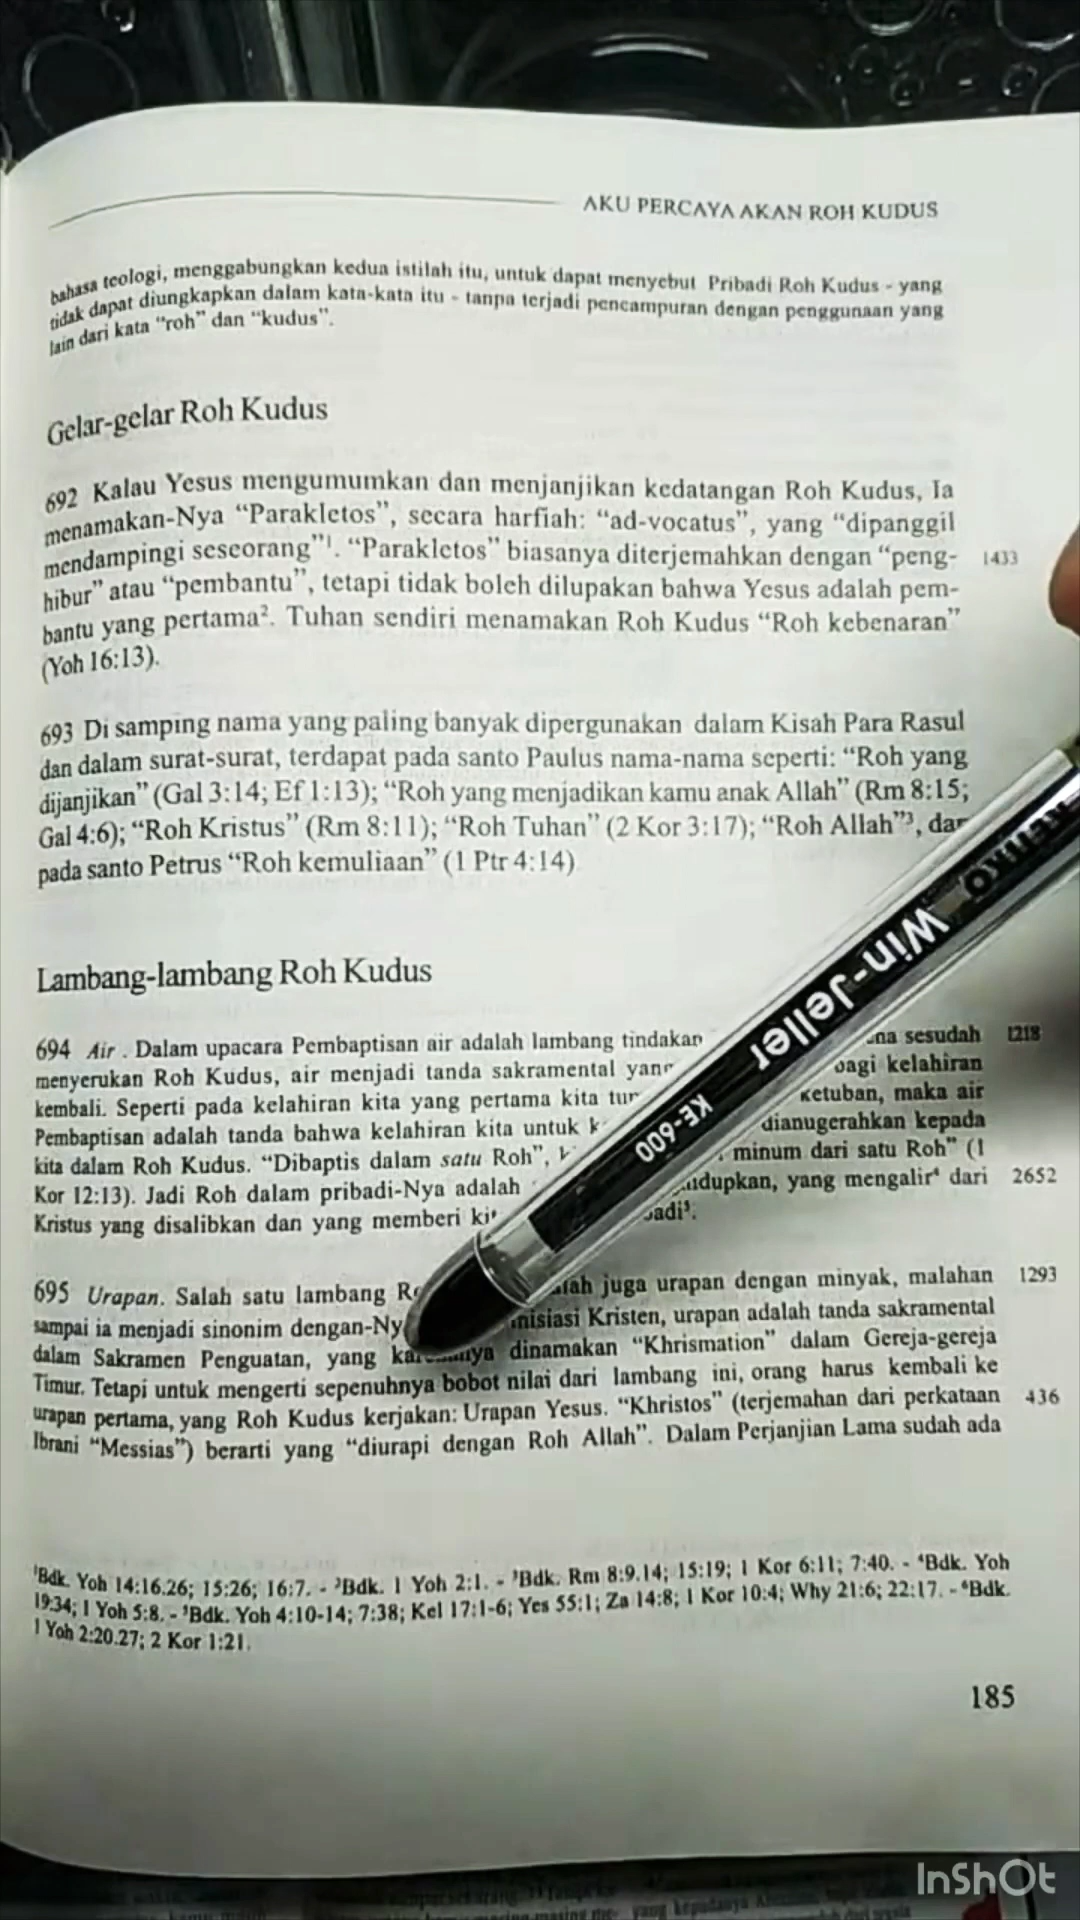 AKU PERCAYA AKAN ROH KUDUS
bahasa teologi, menggabungkan kedua istilah itu, untuk dapat menyebut Pribadi Roh Kudus - yang
tidak dapat diungkapkan dalam kata-kata itu - tanpa terjadi pencampuran dengan penggunaan yang
lain dari kata “roh” dan “kudus”.
Gelar-gelar Roh Kudus
692 Kalau Yesus mengumumkan dan menjanjikan kedatangan Roh Kudus, Ia
menamakan-Nya “Parakletos”, secara harfiah: “ad-vocatus”, yang “dipanggil
mendampingi seseorang”¹. “Parakletos” biasanya diterjemahkan dengan “peng- 1433
hibur” atau “pembantu”, tetapi tidak boleh dilupakan bahwa Yesus adalah pem-
bantu yang pertama². Tuhan sendiri menamakan Roh Kudus “Roh kebenaran”
(Yoh 16:13).
693 Di samping nama yang paling banyak dipergunakan dalam Kisah Para Rasul
dan dalam surat-surat, terdapat pada santo Paulus nama-nama seperti: “Roh yang
dijanjikan” (Gal 3:14; Ef 1:13); “Roh yang menjadikan kamu anak Allah” (Rm 8:15;
Gal 4:6); “Roh Kristus” (Rm 8:11); “Roh Tuhan” (2 Kor 3:17); “Roh Allah”³, dan
pada santo Petrus “Roh kemuliaan” (1 Ptr 4:14)
Lambang-lambang Roh Kudus
694 Air . Dalam upacara Pembaptisan air adalah lambang tindakan sesudah 1218
menyerukan Roh Kudus, air menjadi tanda sakramental yang bagi kelahiran
kembali. Seperti pada kelahiran kita yang pertama kita ketuban, maka air
Pembaptisan adalah tanda bahwa kelahiran kita untuk dianugerahkan kepada
kita dalam Roh Kudus. “Dibaptis dalam satu Roh”, minum dari satu Roh” (1
Kor 12:13). Jadi Roh dalam pribadi-Nya adalah yang mengalir⁴ dari 2652
Kristus yang disalibkan dan yang memberi
695 Urapan. Salah satu lambang juga urapan dengan minyak, malahan 1293
sampai ia menjadi sinonim inisiasi Kristen, urapan adalah tanda sakramental
dalam Sakramen Penguatan, yang karenanya dinamakan “Khrismation” dalam Gereja-gereja
Timur. Tetapi untuk mengerti sepenuhnya bobot nilai dari lambang ini, orang harus kembali ke
urapan pertama, yang Roh Kudus kerjakan: Urapan Yesus. “Khristos” (terjemahan dari perkataan 436
Ibrani “Messias”) berarti yang “diurapi dengan Roh Allah”. Dalam Perjanjian Lama sudah ada
¹Bdk. Yoh 14:16.26; 15:26; 16:7. - ²Bdk. 1 Yoh 2:1. - ³Bdk. Rm 8:9.14; 15:19; 1 Kor 6:11; 7:40. - ⁴Bdk. Yoh
19:34; 1 Yoh 5:8. - ⁵Bdk. Yoh 4:10-14; 7:38; Kel 17:1-6; Yes 55:1; Za 14:8; 1 Kor 10:4; Why 21:6; 22:17. - ⁶Bdk.
1 Yoh 2:20.27; 2 Kor 1:21.
185
Win-Jeller
KE-600
InShOt